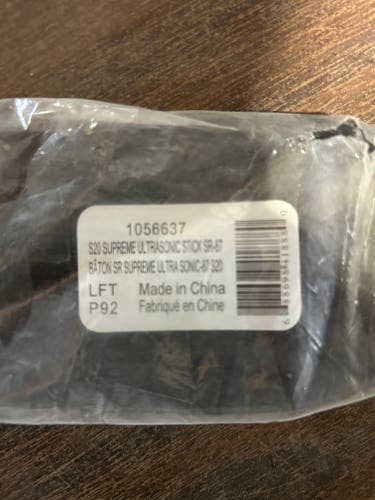 1056637
S20 SUPREME ULTRASONIC STICK SR-87
BÂTON SR SUPREME ULTRA SONIC-87 S20
LFT Made in China
P92 Fabriqué en Chine